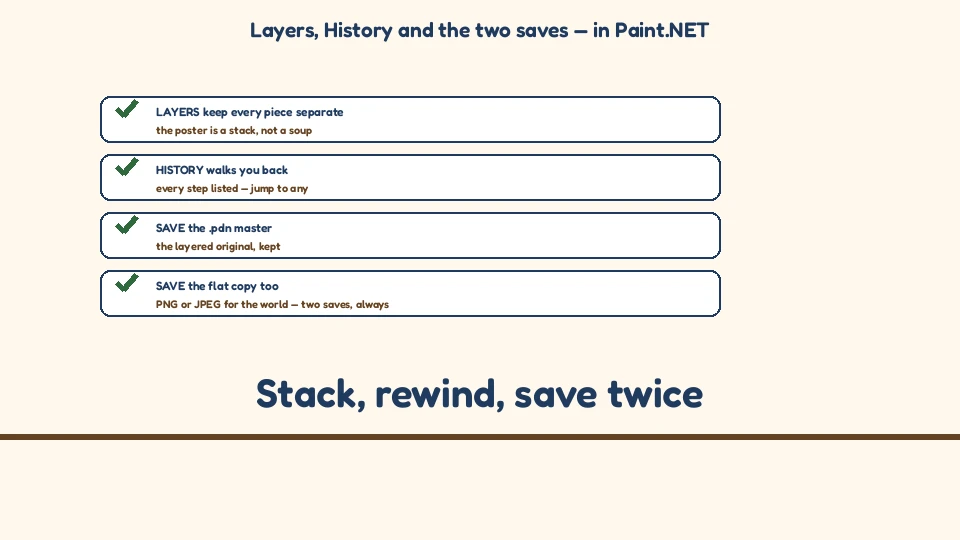 Layers, History and the two saves — in Paint.NET
LAYERS keep every piece separate
the poster is a stack, not a soup
HISTORY walks you back
every step listed — jump to any
SAVE the .pdn master
the layered original, kept
SAVE the flat copy too
PNG or JPEG for the world — two saves, always
Stack, rewind, save twice